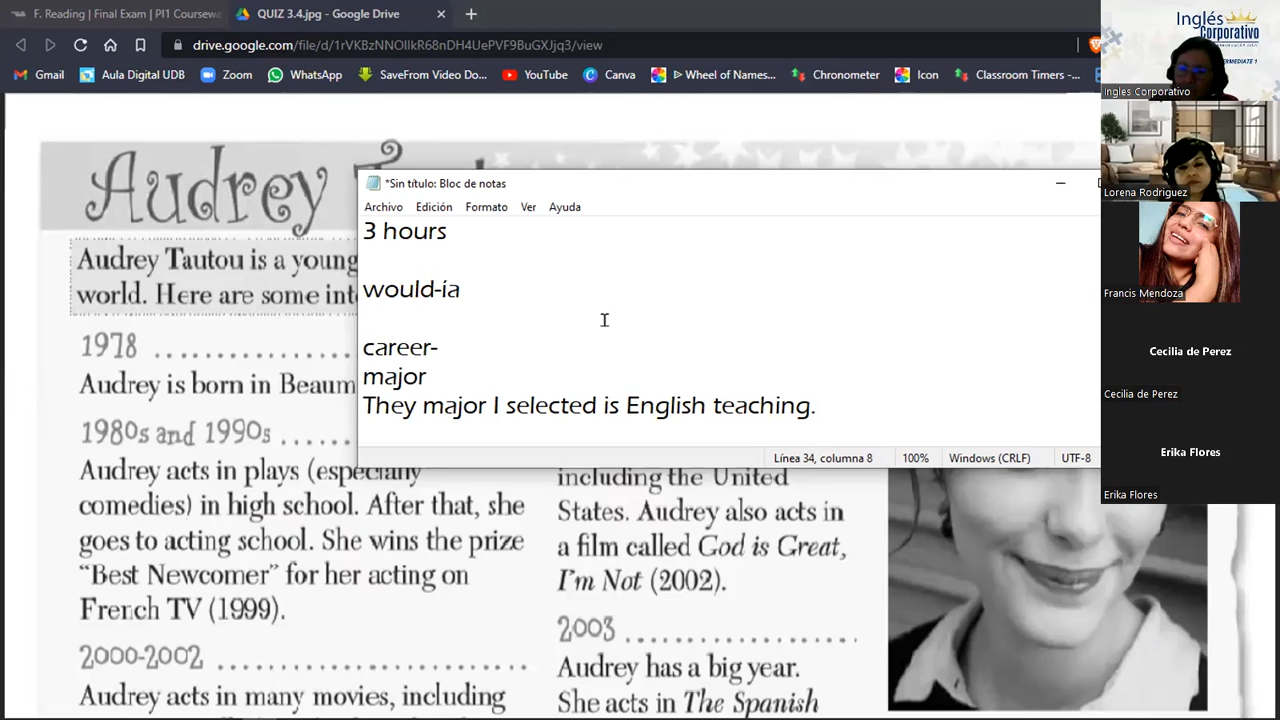 F. Reading | Final Exam | PI1 Coursew
QUIZ 3.4.jpg - Google Drive
drive.google.com/file/d/1rVKBzNNOIlkR68nDH4UePVF9BuGXJjq3/view
Gmail
Aula Digital UDB
Zoom
WhatsApp
SaveFrom Video Do...
YouTube
Canva
Wheel of Names...
Chronometer
Icon
Classroom Timers -...
Audrey
Audrey Tautou is a young
world. Here are some int
1978
Audrey is born in Beaum
1980s and 1990s
Audrey acts in plays (especially
comedies) in high school. After that, she
goes to acting school. She wins the prize
“Best Newcomer” for her acting on
French TV (1999).
2000-2002
Audrey acts in many movies, including
including the United
States. Audrey also acts in
a film called God is Great,
I'm Not (2002).
2003
Audrey has a big year.
She acts in The Spanish
*Sin título: Bloc de notas
Archivo
Edición
Formato
Ver
Ayuda
3 hours
would-ía
career-
major
They major I selected is English teaching.
Línea 34, columna 8
100%
Windows (CRLF)
UTF-8
Inglés
Corporativo
Ingles Corporativo
Lorena Rodriguez
Francis Mendoza
Cecilia de Perez
Cecilia de Perez
Erika Flores
Erika Flores